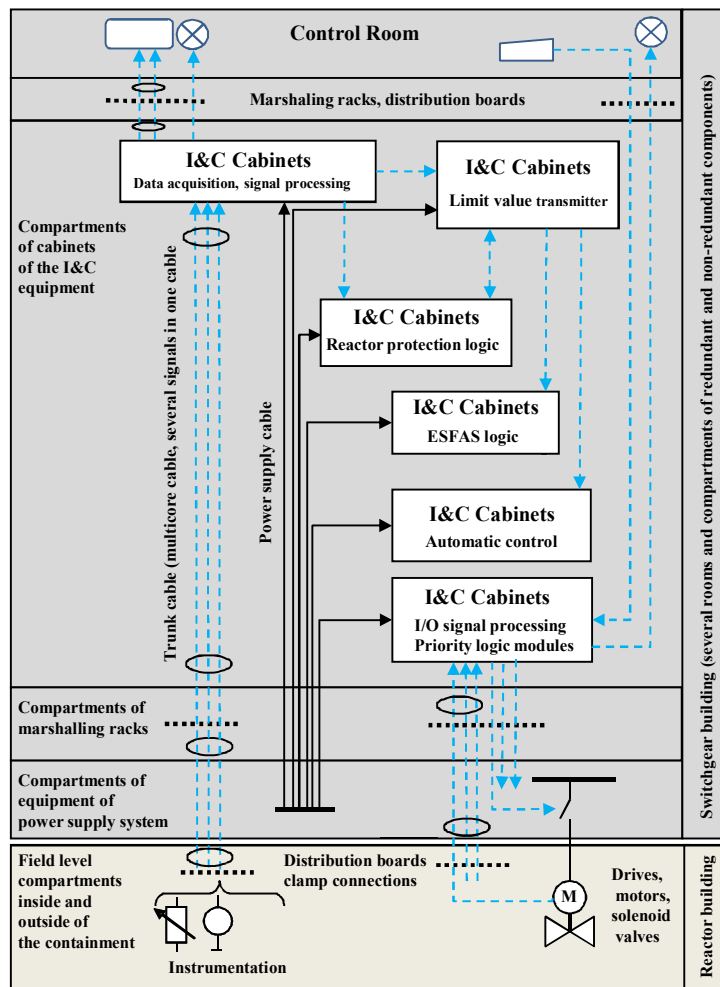 Control Room
Marshaling racks, distribution boards
I&C Cabinets
Data acquisition, signal processing
I&C Cabinets
Limit value transmitter
Compartments
of cabinets
of the I&C
equipment
I&C Cabinets
Reactor protection logic
I&C Cabinets
ESFAS logic
I&C Cabinets
Automatic control
I&C Cabinets
I/O signal processing
Priority logic modules
Trunk cable (multicore cable, several signals in one cable
Power supply cable
Compartments of
marshalling racks
Compartments of
equipment of
power supply system
Switchgear building (several rooms and compartments of redundant and non-redundant components)
Field level
compartments
inside and
outside of
the containment
Distribution boards
clamp connections
M
Drives,
motors,
solenoid
valves
Instrumentation
Reactor building